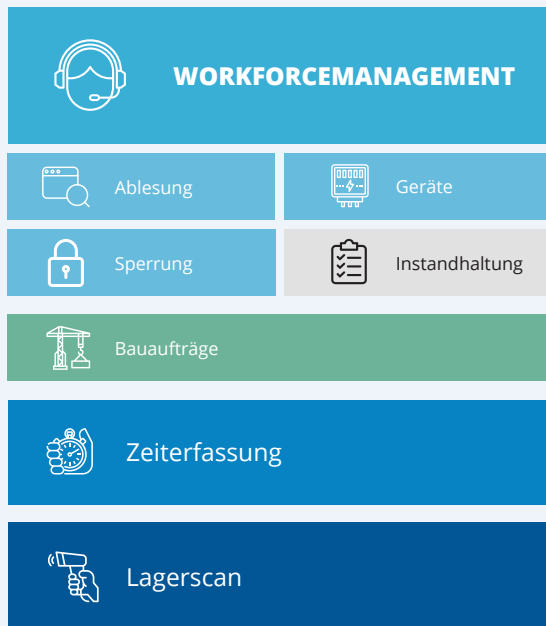 WORKFORCEMANAGEMENT
Ablesung
Geräte
Sperrung
Instandhaltung
Bauaufträge
Zeiterfassung
Lagerscan